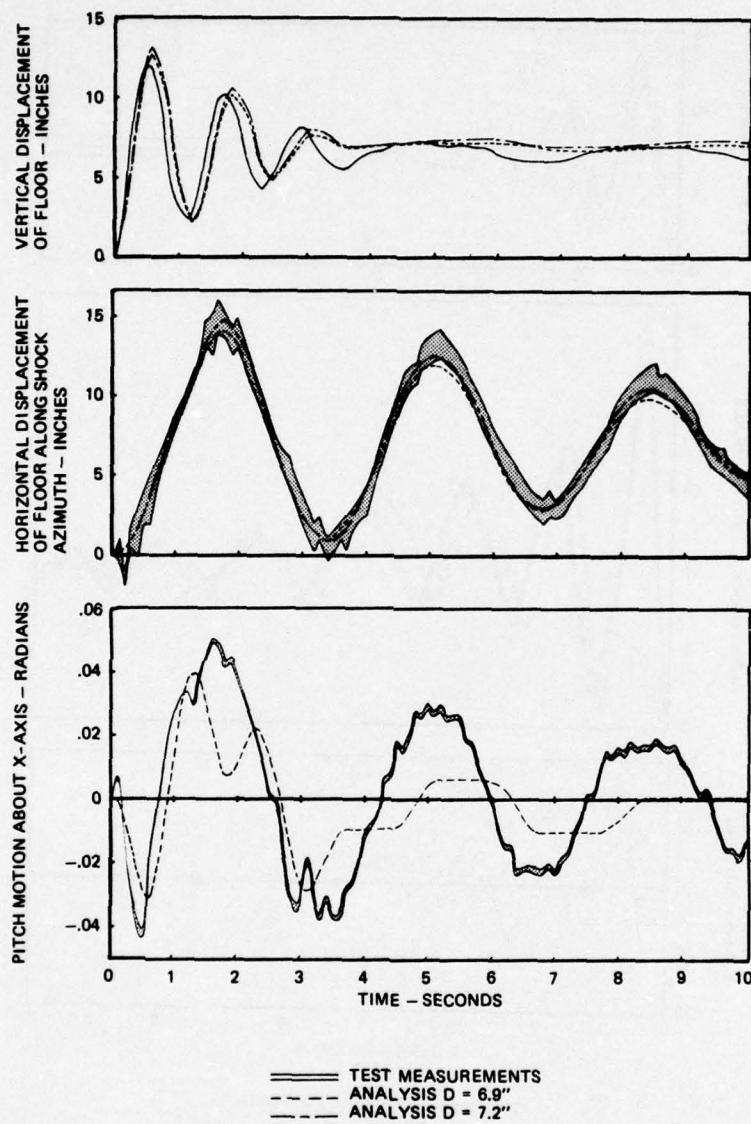 VERTICAL DISPLACEMENT
OF FLOOR – INCHES
15
10
5
0
HORIZONTAL DISPLACEMENT
OF FLOOR ALONG SHOCK
AZIMUTH – INCHES
15
10
5
0
PITCH MOTION ABOUT X-AXIS – RADIANS
.06
.04
.02
0
-.02
-.04
0 1 2 3 4 5 6 7 8 9 10
TIME – SECONDS
TEST MEASUREMENTS
ANALYSIS D = 6.9"
ANALYSIS D = 7.2"